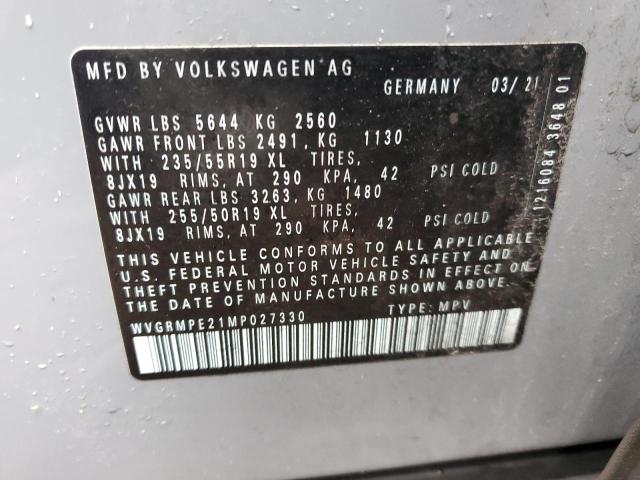 MFD BY VOLKSWAGEN AG
GERMANY 03/21
GVWR LBS 5644 KG 2560
GAWR FRONT LBS 2491, KG 1130
WITH 235/55R19 XL TIRES,
8JX19 RIMS, AT 290 KPA, 42 PSI COLD
GAWR REAR LBS 3263, KG 1480
WITH 255/50R19 XL TIRES,
8JX19 RIMS, AT 290 KPA, 42 PSI COLD
THIS VEHICLE CONFORMS TO ALL APPLICABLE
U.S. FEDERAL MOTOR VEHICLE SAFETY AND
THEFT PREVENTION STANDARDS IN EFFECT ON
THE DATE OF MANUFACTURE SHOWN ABOVE.
WVGRMPE21MP027330 TYPE: MPV
1216084 3648 01